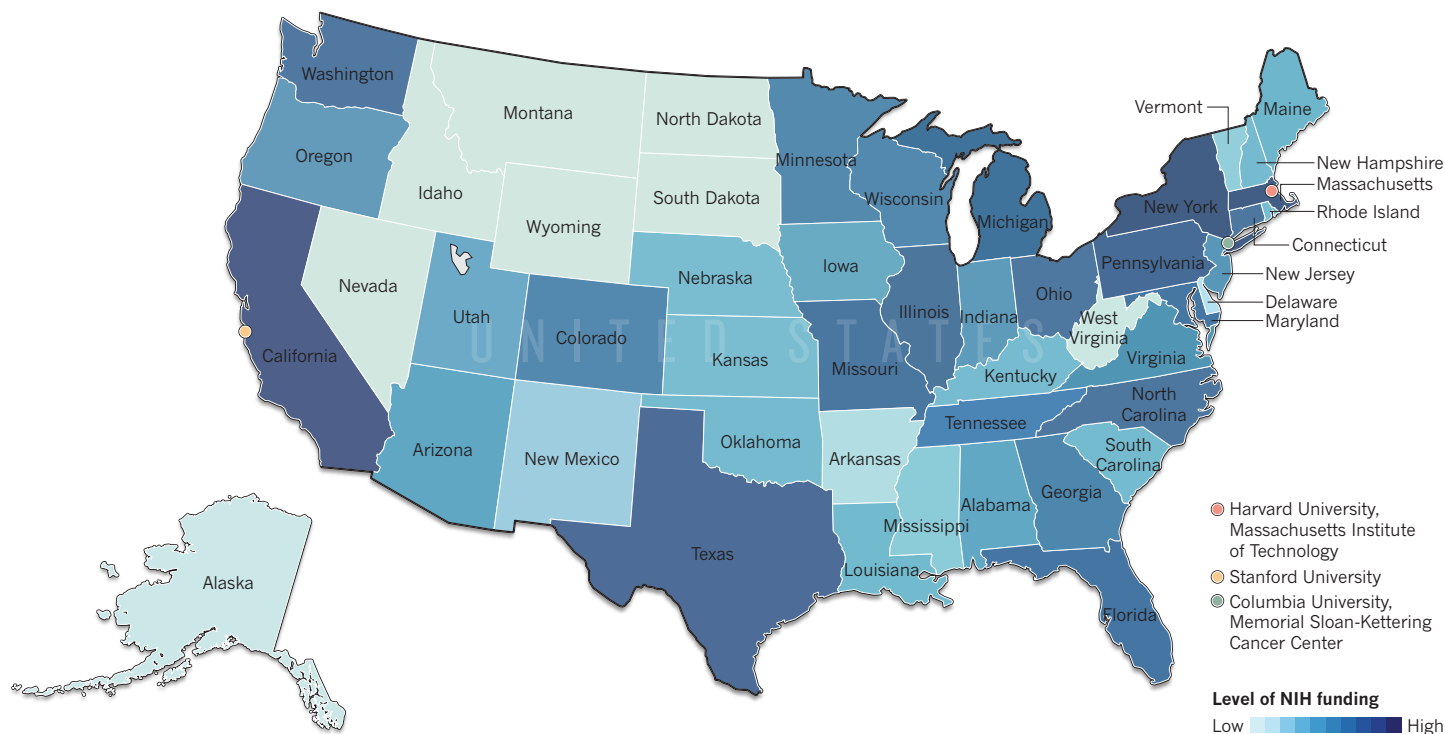 Washington
Montana
North Dakota
Minnesota
Vermont
Maine
Oregon
Idaho
South Dakota
Wisconsin
Michigan
New York
New Hampshire
Massachusetts
Rhode Island
Connecticut
Wyoming
Nebraska
Iowa
Pennsylvania
New Jersey
Delaware
Maryland
Nevada
Utah
Colorado
Illinois
Indiana
Ohio
West
Virginia
Virginia
UNITED STATES
California
Kansas
Missouri
Kentucky
North
Carolina
Tennessee
Arizona
New Mexico
Oklahoma
Arkansas
South
Carolina
Mississippi
Alabama
Georgia
Texas
Louisiana
Florida
Alaska
Harvard University,
Massachusetts Institute
of Technology
Stanford University
Columbia University,
Memorial Sloan-Kettering
Cancer Center
Level of NIH funding
Low High